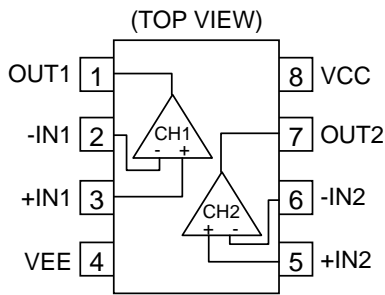 (TOP VIEW)
OUT1 1
8 VCC
CH1
- +
-IN1 2
7 OUT2
+IN1 3
CH2
+ -
6 -IN2
VEE 4
5 +IN2